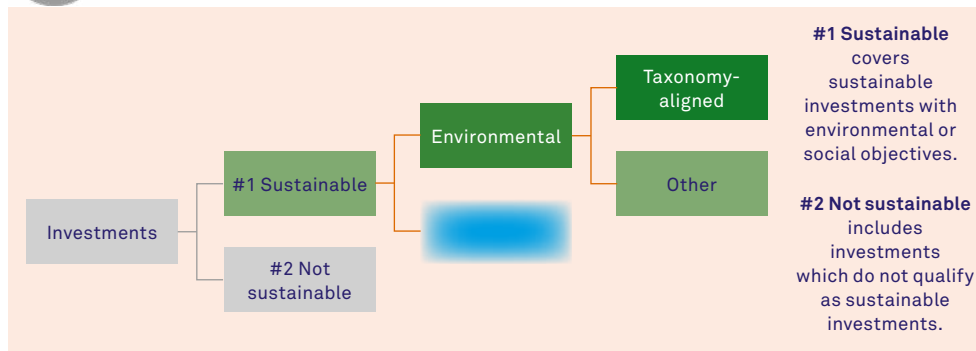 Investments
#1 Sustainable
#2 Not
sustainable
Environmental
Taxonomy-
aligned
Other
#1 Sustainable
covers
sustainable
investments with
environmental or
social objectives.
#2 Not sustainable
includes
investments
which do not qualify
as sustainable
investments.